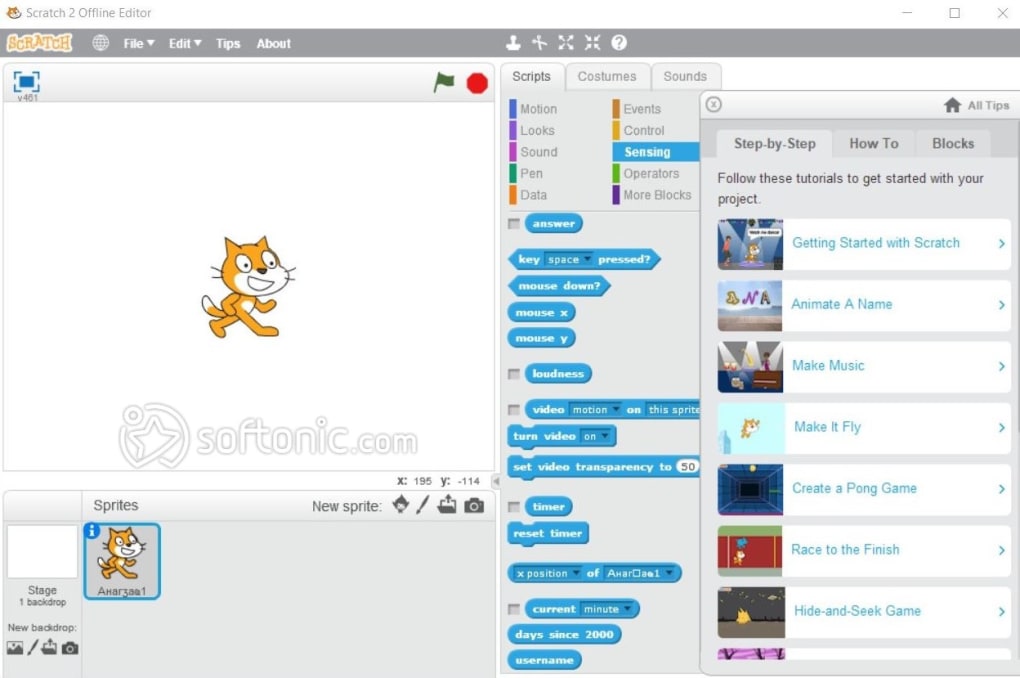 Scratch 2 Offline Editor
SCRATCH File Edit Tips About
v461
Scripts Costumes Sounds
Motion Events
Looks Control
Sound Sensing
Pen Operators
Data More Blocks
answer
key space pressed?
mouse down?
mouse x
mouse y
loudness
video motion on this sprite
turn video on
set video transparency to 50
timer
reset timer
x position of Анаг□aҩ1
current minute
days since 2000
username
All Tips
Step-by-Step How To Blocks
Follow these tutorials to get started with your
project.
Getting Started with Scratch
Animate A Name
Make Music
Make It Fly
Create a Pong Game
Race to the Finish
Hide-and-Seek Game
softonic.com
x: 195 y: -114
Sprites New sprite:
Stage
1 backdrop
New backdrop: